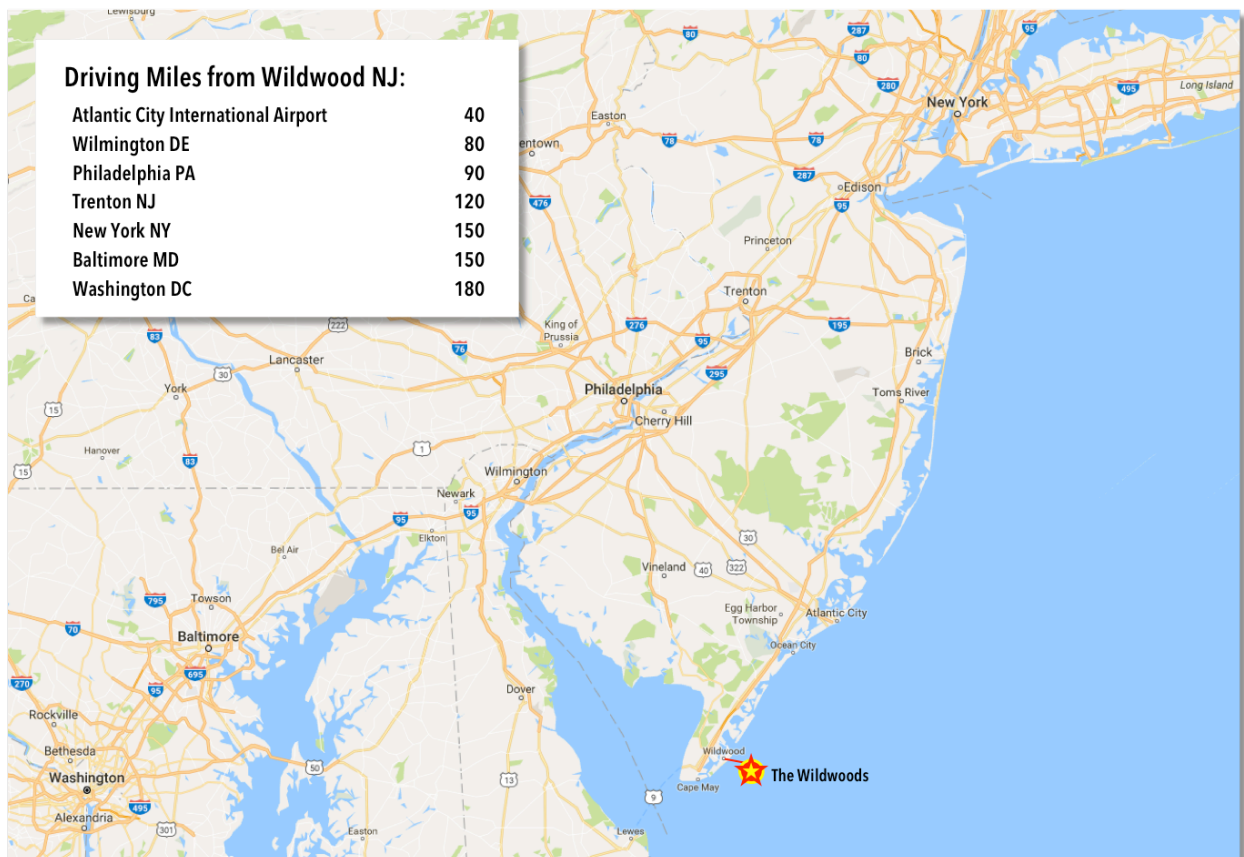 Lewisburg
Driving Miles from Wildwood NJ:
Atlantic City International Airport 40
Wilmington DE 80
Philadelphia PA 90
Trenton NJ 120
New York NY 150
Baltimore MD 150
Washington DC 180
80
287
95
80
280
495
Long Island
New York
Easton
entown
78
78
287
Edison
476
95
Princeton
Trenton
Ca
222
King of
Prussia
276
195
83
76
95
Lancaster
Brick
30
295
York
Philadelphia
Toms River
15
Cherry Hill
1
Hanover
83
15
Wilmington
Newark
95
95
Elkton
30
Bel Air
Vineland
40
322
795
Towson
Egg Harbor
Township
Atlantic City
70
Baltimore
Ocean City
695
270
95
Dover
Rockville
Bethesda
Wildwood
50
The Wildwoods
Washington
13
Cape May
9
495
Alexandria
301
Easton
Lewes